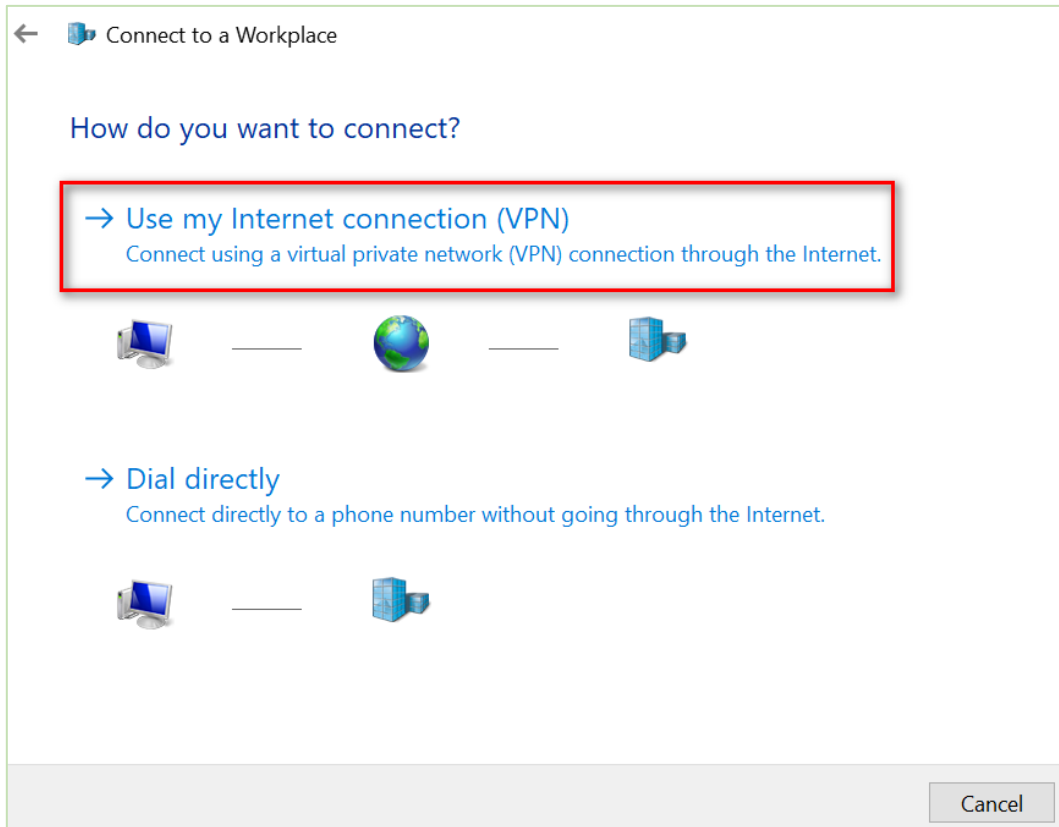 Connect to a Workplace
How do you want to connect?
Use my Internet connection (VPN)
Connect using a virtual private network (VPN) connection through the Internet.
Dial directly
Connect directly to a phone number without going through the Internet.
Cancel